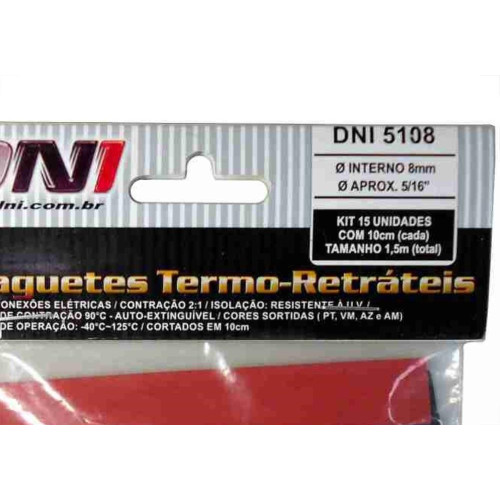 DNI
dni.com.br
DNI 5108
Ø INTERNO 8mm
Ø APROX. 5/16"
KIT 15 UNIDADES
COM 10cm (cada)
TAMANHO 1,5m (total)
aguetes Termo-Retráteis
ONEXÕES ELÉTRICAS / CONTRAÇÃO 2:1 / ISOLAÇÃO: RESISTENTE À U.V /
DE CONTRAÇÃO 90°C - AUTO-EXTINGUÍVEL / CORES SORTIDAS ( PT, VM, AZ e AM)
DE OPERAÇÃO: -40°C~125°C / CORTADOS EM 10cm